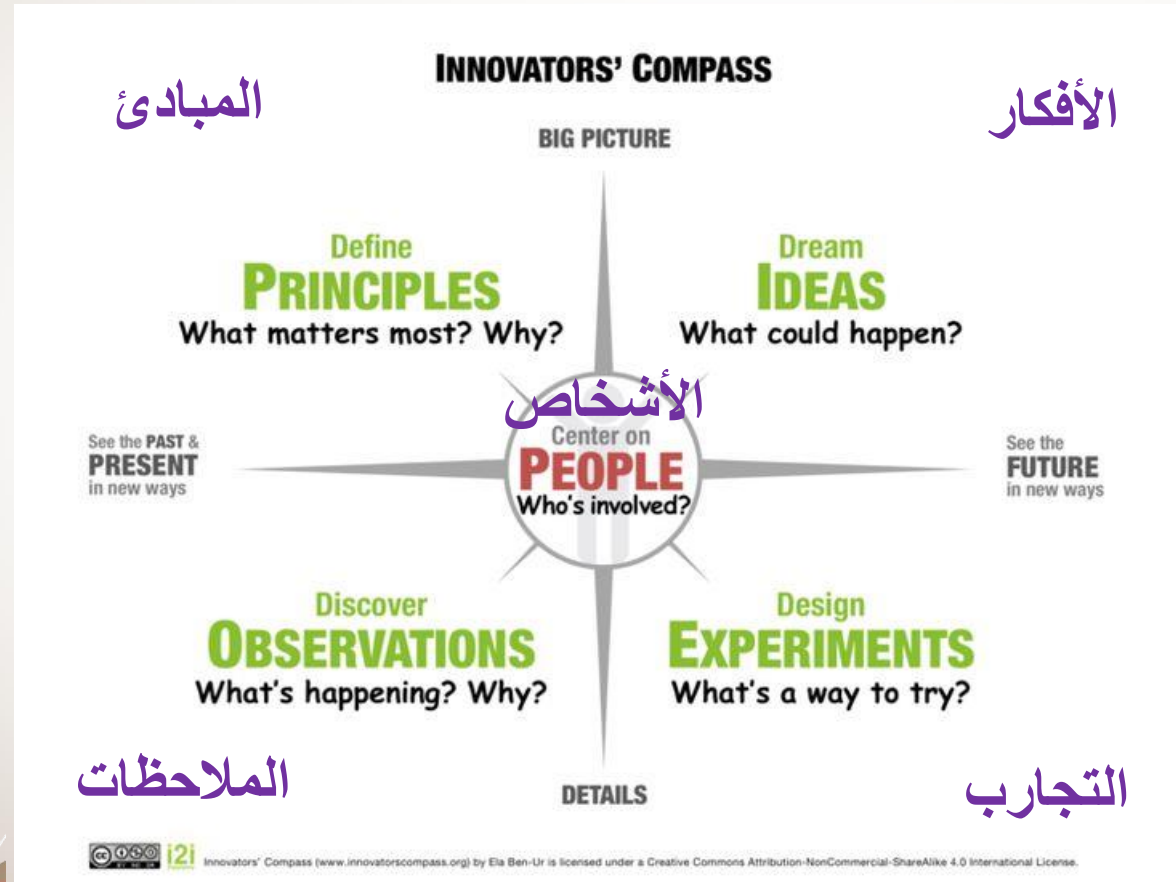 INNOVATORS' COMPASS
المبادئ
الأفكار
BIG PICTURE
Define
PRINCIPLES
What matters most? Why?
Dream
IDEAS
What could happen?
الأشخاص
See the PAST &
PRESENT
in new ways
Center on
PEOPLE
Who's involved?
See the
FUTURE
in new ways
Discover
OBSERVATIONS
What's happening? Why?
Design
EXPERIMENTS
What's a way to try?
الملاحظات
DETAILS
التجارب
i2i Innovators' Compass (www.innovatorscompass.org) by Ela Ben-Ur is licensed under a Creative Commons Attribution-NonCommercial-ShareAlike 4.0 International License.